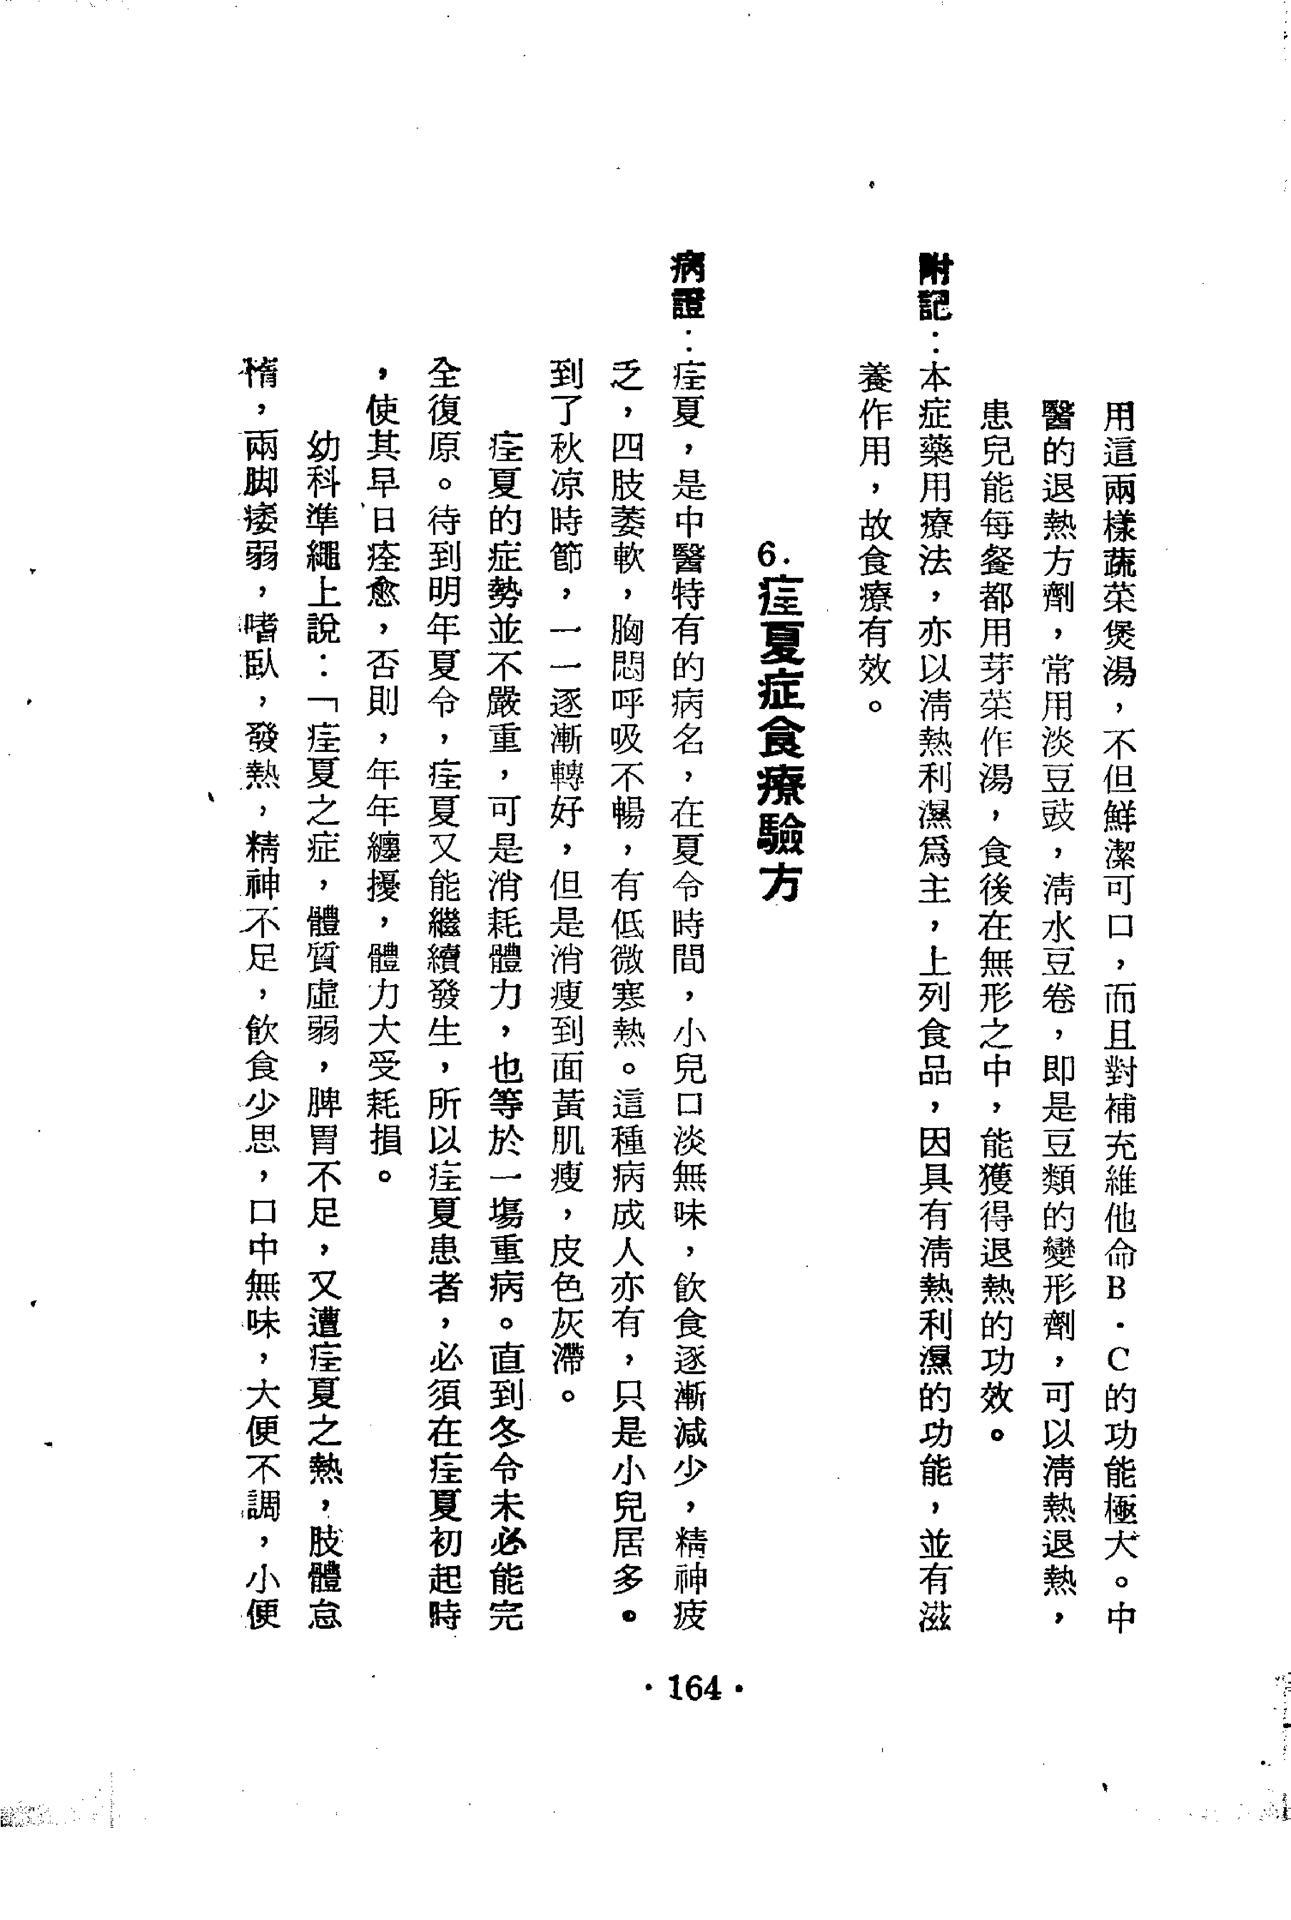 用這兩樣蔬菜煲湯，不但鮮潔可口，而且對補充維他命B·C的功能極大。中
醫的退熱方劑，常用淡豆豉，清水豆卷，即是豆類的變形劑，可以清熱退熱，
患兒能每餐都用芽菜作湯，食後在無形之中，能獲得退熱的功效。
附記：本症藥用療法，亦以清熱利濕爲主，上列食品，因具有清熱利濕的功能，並有滋
養作用，故食療有效。
6.疰夏症食療驗方
病證：疰夏，是中醫特有的病名，在夏令時間，小兒口淡無味，飲食逐漸減少，精神疲
乏，四肢萎軟，胸悶呼吸不暢，有低微寒熱。這種病成人亦有，只是小兒居多。
到了秋凉時節，一一逐漸轉好，但是消瘦到面黃肌瘦，皮色灰滯。
疰夏的症勢並不嚴重，可是消耗體力，也等於一塲重病。直到冬令未必能完
全復原。待到明年夏令，疰夏又能繼續發生，所以疰夏患者，必須在疰夏初起時
，使其早日痊愈，否則，年年纏擾，體力大受耗損。
幼科準繩上說：「疰夏之症，體質虛弱，脾胃不足，又遭疰夏之熱，肢體怠
惰，兩脚痿弱，嗜臥，發熱，精神不足，飲食少思，口中無味，大便不調，小便
·164·